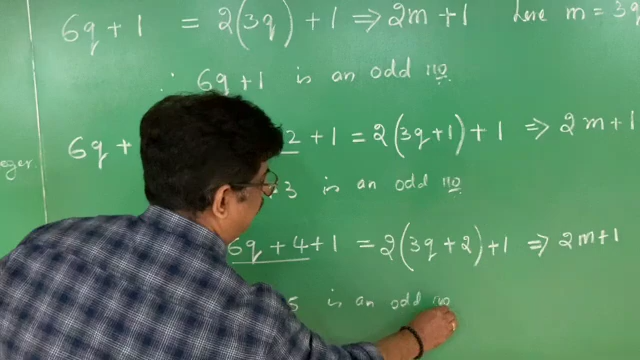 6q + 1 = 2(3q) + 1 ⇒ 2m + 1 here m = 3q
∴ 6q + 1 is an odd no.
6q + 2 + 1 = 2(3q + 1) + 1 ⇒ 2m + 1
eger.
+ 3 is an odd no.
6q + 4 + 1 = 2(3q + 2) + 1 ⇒ 2m + 1
5 is an odd no